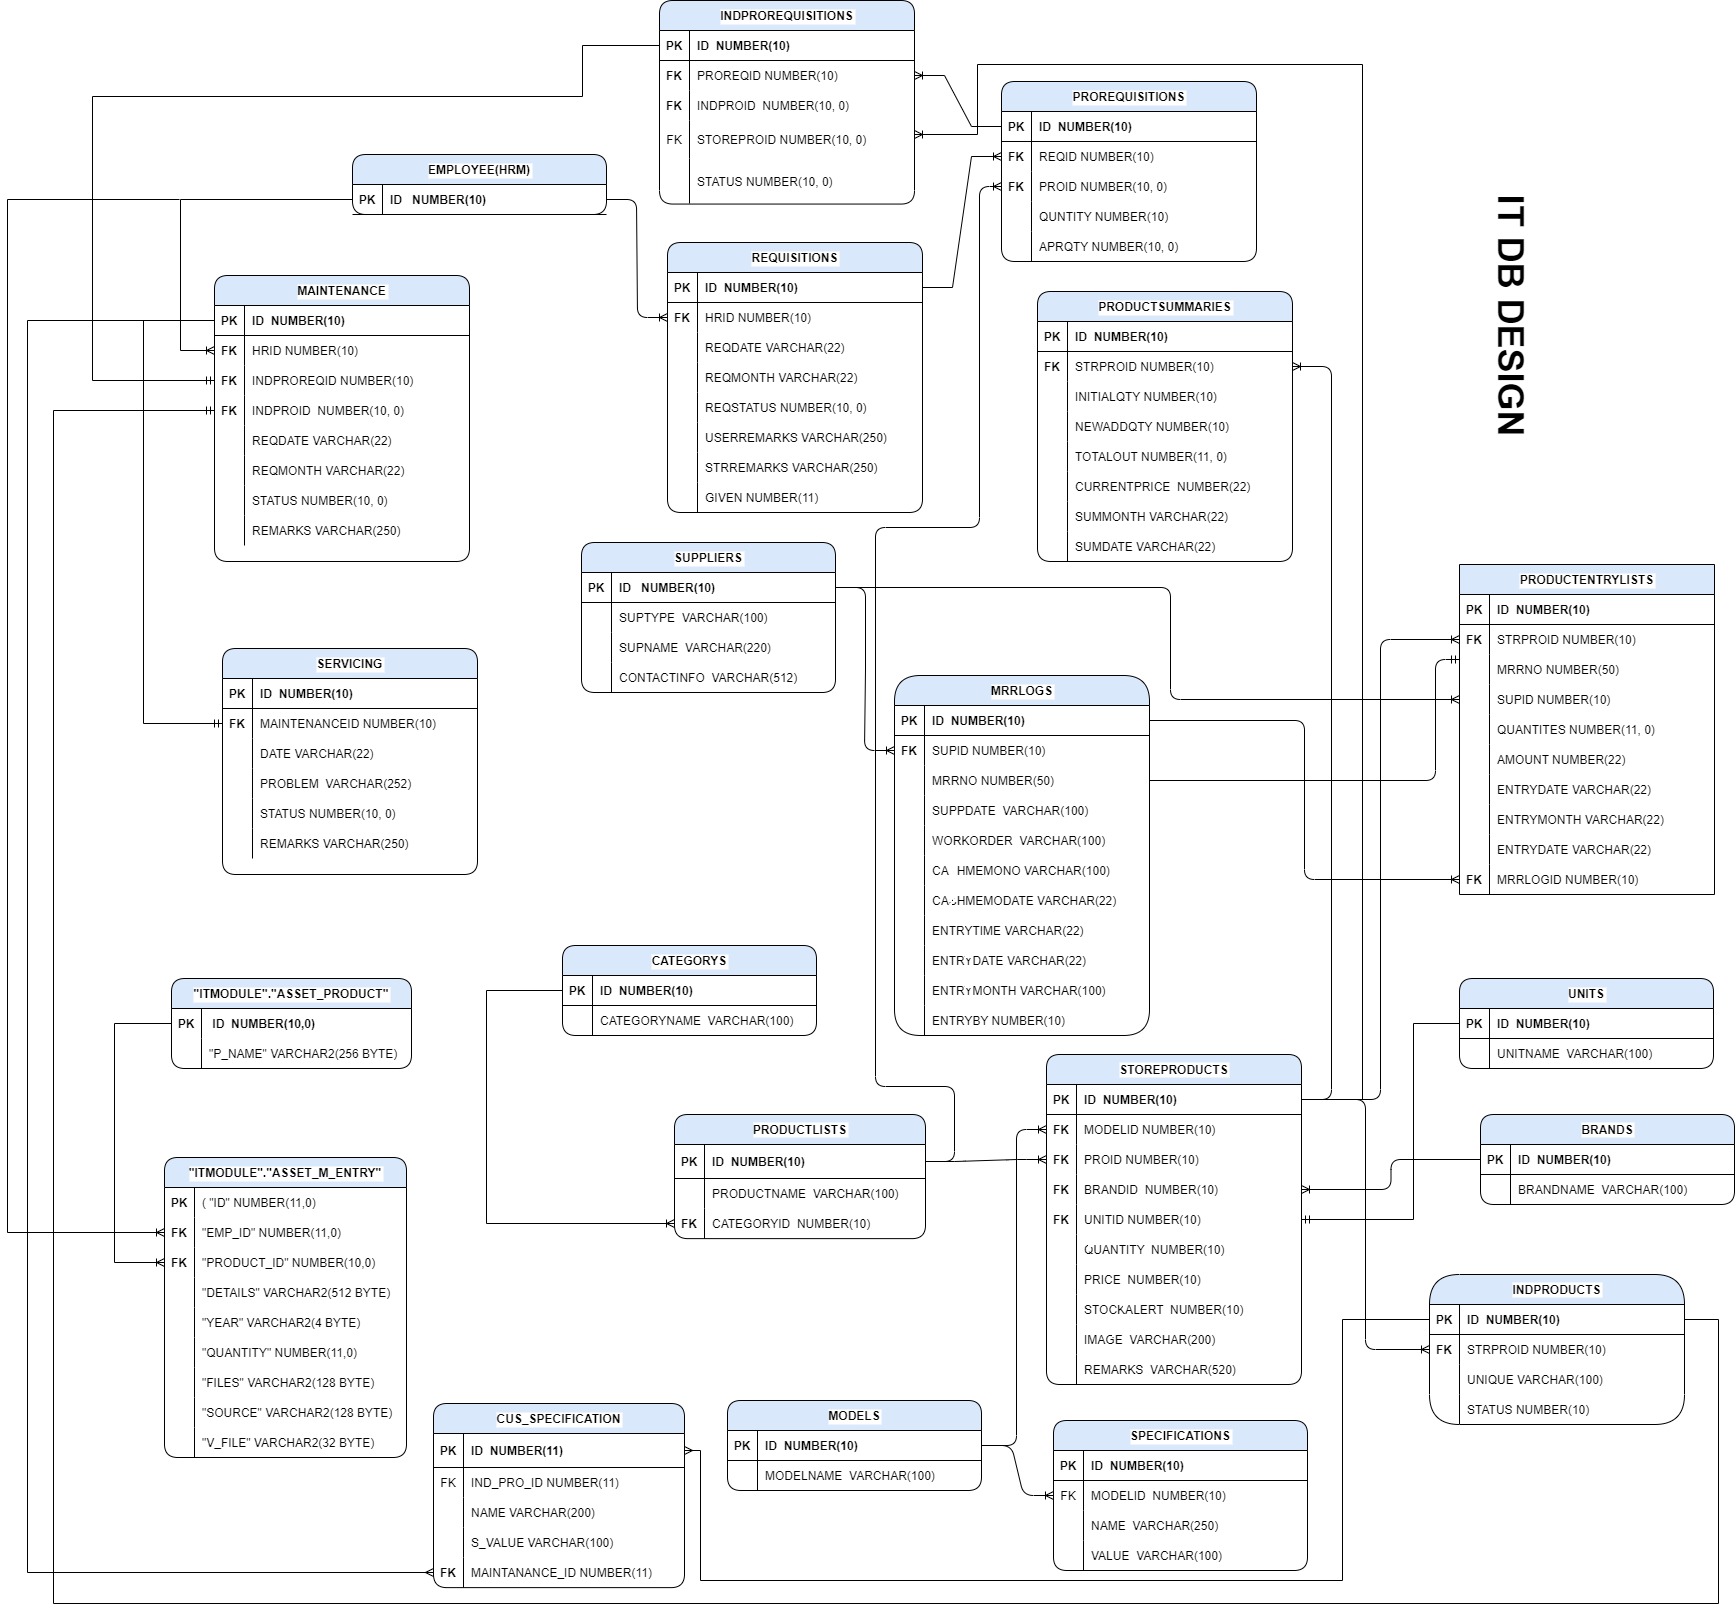 INDPROREQUISITIONS
PK ID NUMBER(10)
FK PROREQID NUMBER(10)
FK INDPROID NUMBER(10, 0)
FK STOREPROID NUMBER(10, 0)
STATUS NUMBER(10, 0)
PROREQUISITIONS
PK ID NUMBER(10)
FK REQID NUMBER(10)
FK PROID NUMBER(10, 0)
QUNTITY NUMBER(10)
APRQTY NUMBER(10, 0)
EMPLOYEE(HRM)
PK ID NUMBER(10)
IT DB DESIGN
REQUISITIONS
PK ID NUMBER(10)
FK HRID NUMBER(10)
REQDATE VARCHAR(22)
REQMONTH VARCHAR(22)
REQSTATUS NUMBER(10, 0)
USERREMARKS VARCHAR(250)
STRREMARKS VARCHAR(250)
GIVEN NUMBER(11)
MAINTENANCE
PK ID NUMBER(10)
FK HRID NUMBER(10)
FK INDPROREQID NUMBER(10)
FK INDPROID NUMBER(10, 0)
REQDATE VARCHAR(22)
REQMONTH VARCHAR(22)
STATUS NUMBER(10, 0)
REMARKS VARCHAR(250)
PRODUCTSUMMARIES
PK ID NUMBER(10)
FK STRPROID NUMBER(10)
INITIALQTY NUMBER(10)
NEWADDQTY NUMBER(10)
TOTALOUT NUMBER(11, 0)
CURRENTPRICE NUMBER(22)
SUMMONTH VARCHAR(22)
SUMDATE VARCHAR(22)
SUPPLIERS
PK ID NUMBER(10)
SUPTYPE VARCHAR(100)
SUPNAME VARCHAR(220)
CONTACTINFO VARCHAR(512)
PRODUCTENTRYLISTS
PK ID NUMBER(10)
FK STRPROID NUMBER(10)
MRRNO NUMBER(50)
SUPID NUMBER(10)
QUANTITES NUMBER(11, 0)
AMOUNT NUMBER(22)
ENTRYDATE VARCHAR(22)
ENTRYMONTH VARCHAR(22)
ENTRYDATE VARCHAR(22)
FK MRRLOGID NUMBER(10)
SERVICING
PK ID NUMBER(10)
FK MAINTENANCEID NUMBER(10)
DATE VARCHAR(22)
PROBLEM VARCHAR(252)
STATUS NUMBER(10, 0)
REMARKS VARCHAR(250)
MRRLOGS
PK ID NUMBER(10)
FK SUPID NUMBER(10)
MRRNO NUMBER(50)
SUPPDATE VARCHAR(100)
WORKORDER VARCHAR(100)
CA HMEMONO VARCHAR(100)
CASHMEMODATE VARCHAR(22)
ENTRYTIME VARCHAR(22)
ENTRYDATE VARCHAR(22)
ENTRYMONTH VARCHAR(100)
ENTRYBY NUMBER(10)
CATEGORYS
PK ID NUMBER(10)
CATEGORYNAME VARCHAR(100)
"ITMODULE"."ASSET_PRODUCT"
PK ID NUMBER(10,0)
"P_NAME" VARCHAR2(256 BYTE)
UNITS
PK ID NUMBER(10)
UNITNAME VARCHAR(100)
STOREPRODUCTS
PK ID NUMBER(10)
FK MODELID NUMBER(10)
FK PROID NUMBER(10)
FK BRANDID NUMBER(10)
FK UNITID NUMBER(10)
QUANTITY NUMBER(10)
PRICE NUMBER(10)
STOCKALERT NUMBER(10)
IMAGE VARCHAR(200)
REMARKS VARCHAR(520)
PRODUCTLISTS
PK ID NUMBER(10)
PRODUCTNAME VARCHAR(100)
FK CATEGORYID NUMBER(10)
BRANDS
PK ID NUMBER(10)
BRANDNAME VARCHAR(100)
"ITMODULE"."ASSET_M_ENTRY"
PK ( "ID" NUMBER(11,0)
FK "EMP_ID" NUMBER(11,0)
FK "PRODUCT_ID" NUMBER(10,0)
"DETAILS" VARCHAR2(512 BYTE)
"YEAR" VARCHAR2(4 BYTE)
"QUANTITY" NUMBER(11,0)
"FILES" VARCHAR2(128 BYTE)
"SOURCE" VARCHAR2(128 BYTE)
"V_FILE" VARCHAR2(32 BYTE)
INDPRODUCTS
PK ID NUMBER(10)
FK STRPROID NUMBER(10)
UNIQUE VARCHAR(100)
STATUS NUMBER(10)
CUS_SPECIFICATION
PK ID NUMBER(11)
FK IND_PRO_ID NUMBER(11)
NAME VARCHAR(200)
S_VALUE VARCHAR(100)
FK MAINTANANCE_ID NUMBER(11)
MODELS
PK ID NUMBER(10)
MODELNAME VARCHAR(100)
SPECIFICATIONS
PK ID NUMBER(10)
FK MODELID NUMBER(10)
NAME VARCHAR(250)
VALUE VARCHAR(100)